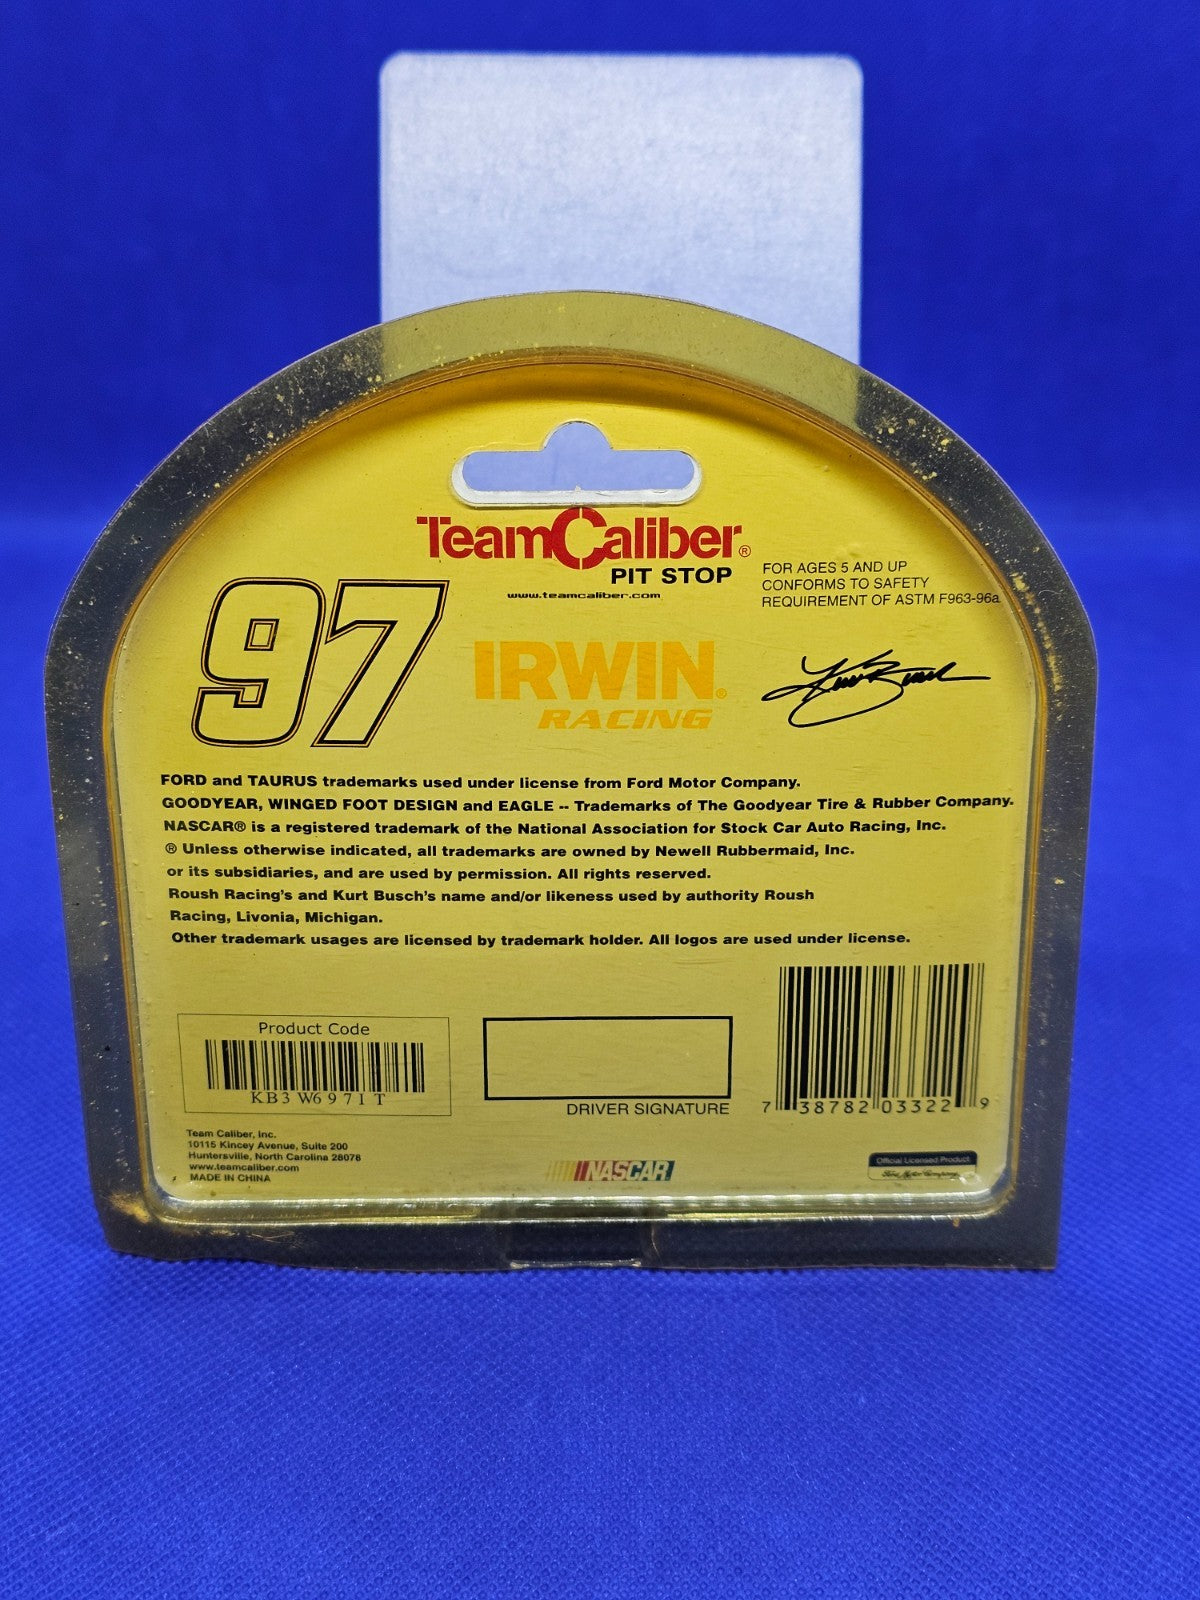 TeamCaliber®
PIT STOP
www.teamcaliber.com
FOR AGES 5 AND UP
CONFORMS TO SAFETY
REQUIREMENT OF ASTM F963-96a
97
IRWIN®
RACING
Kurt Busch
FORD and TAURUS trademarks used under license from Ford Motor Company.
GOODYEAR, WINGED FOOT DESIGN and EAGLE -- Trademarks of The Goodyear Tire & Rubber Company.
NASCAR® is a registered trademark of the National Association for Stock Car Auto Racing, Inc.
® Unless otherwise indicated, all trademarks are owned by Newell Rubbermaid, Inc.
or its subsidiaries, and are used by permission. All rights reserved.
Roush Racing's and Kurt Busch's name and/or likeness used by authority Roush
Racing, Livonia, Michigan.
Other trademark usages are licensed by trademark holder. All logos are used under license.
Product Code
KB3 W697IT
DRIVER SIGNATURE
7 38782 03322 9
Team Caliber, Inc.
10115 Kincey Avenue, Suite 200
Huntersville, North Carolina 28078
www.teamcaliber.com
MADE IN CHINA
NASCAR
Official Licensed Product
Ford Motor Company